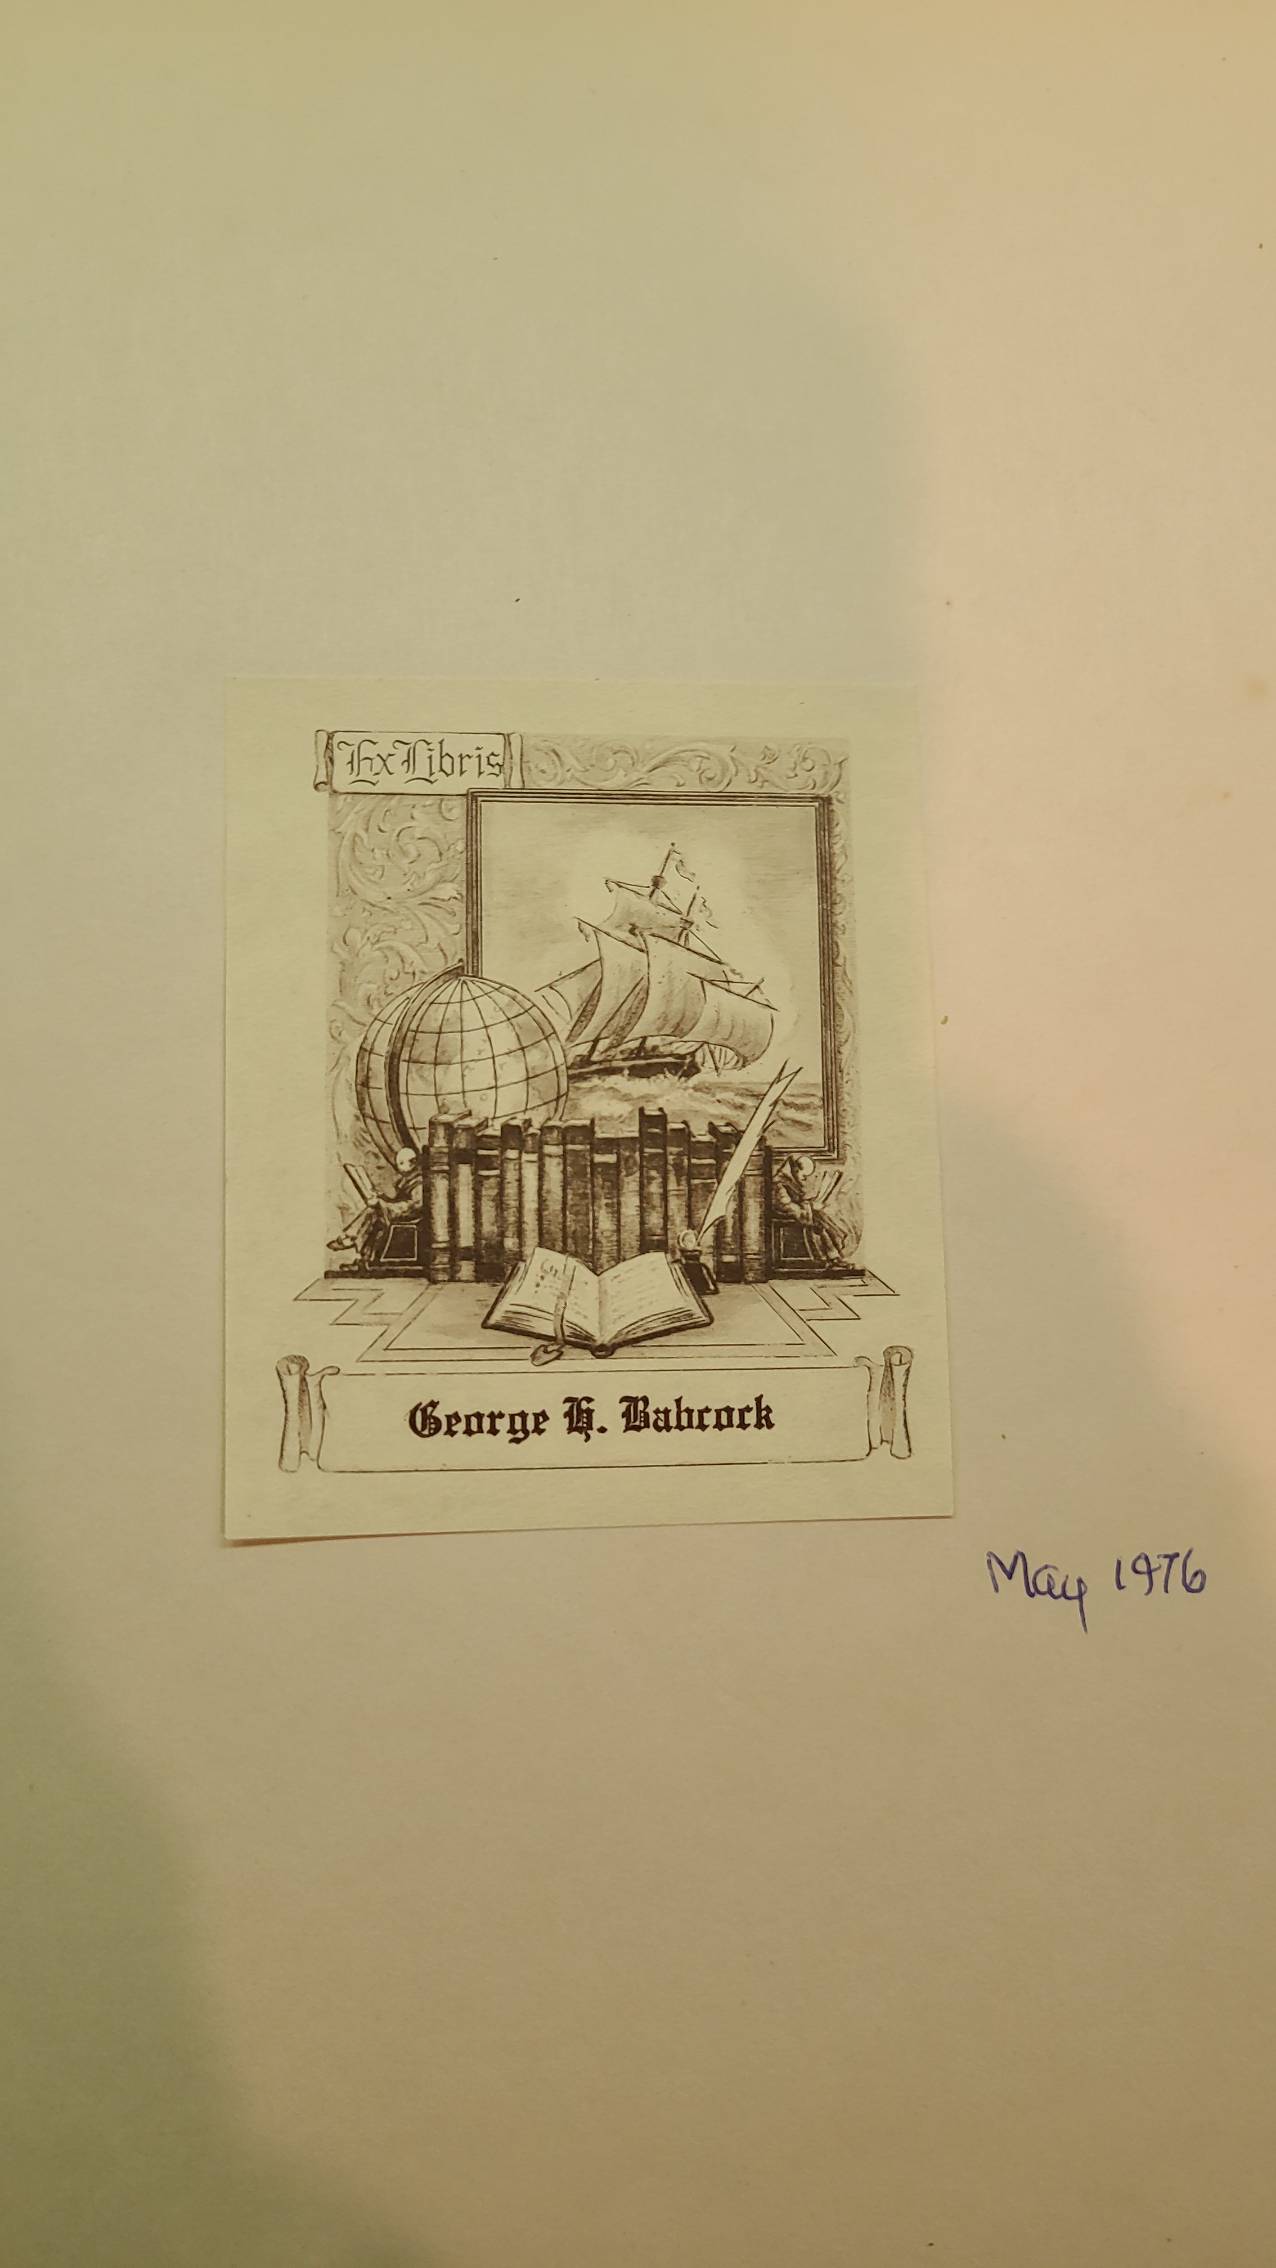 Ex Libris
George H. Babcock
May 1976